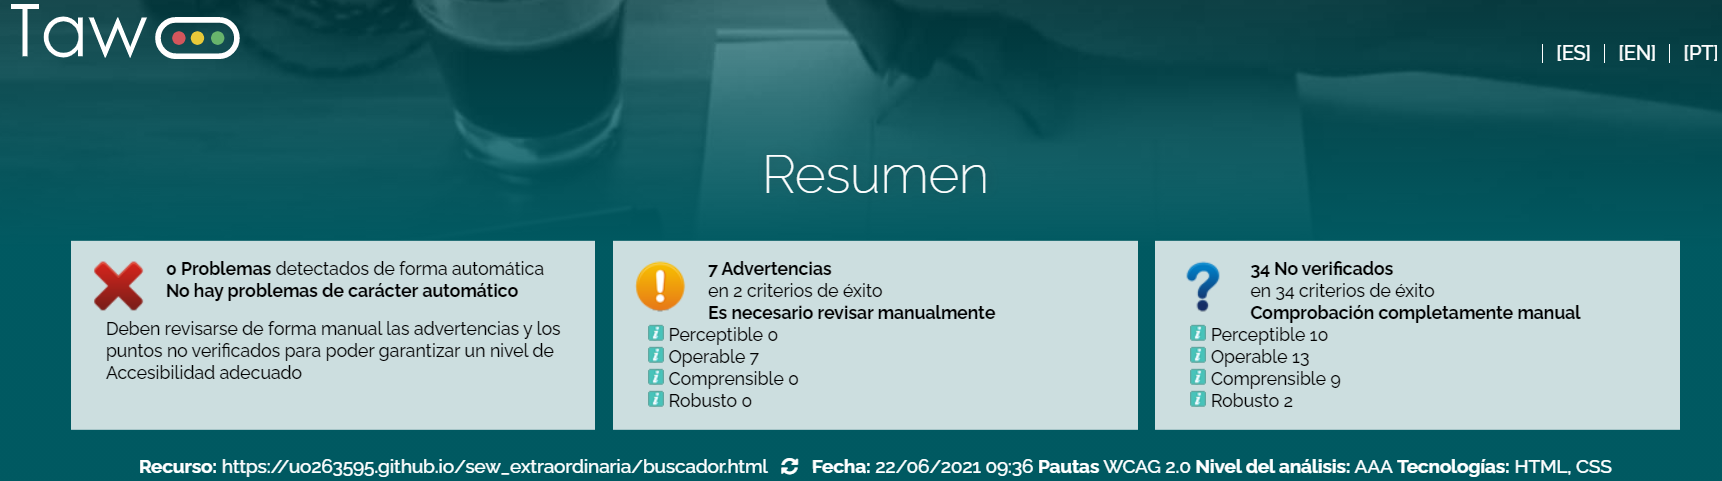 Taw
| [ES] | [EN] | [PT]
Resumen
0 Problemas detectados de forma automática
No hay problemas de carácter automático
Deben revisarse de forma manual las advertencias y los
puntos no verificados para poder garantizar un nivel de
Accesibilidad adecuado
7 Advertencias
en 2 criterios de éxito
Es necesario revisar manualmente
Perceptible 0
Operable 7
Comprensible 0
Robusto 0
34 No verificados
en 34 criterios de éxito
Comprobación completamente manual
Perceptible 10
Operable 13
Comprensible 9
Robusto 2
Recurso: https://uo263595.github.io/sew_extraordinaria/buscador.html Fecha: 22/06/2021 09:36 Pautas WCAG 2.0 Nivel del análisis: AAA Tecnologías: HTML, CSS